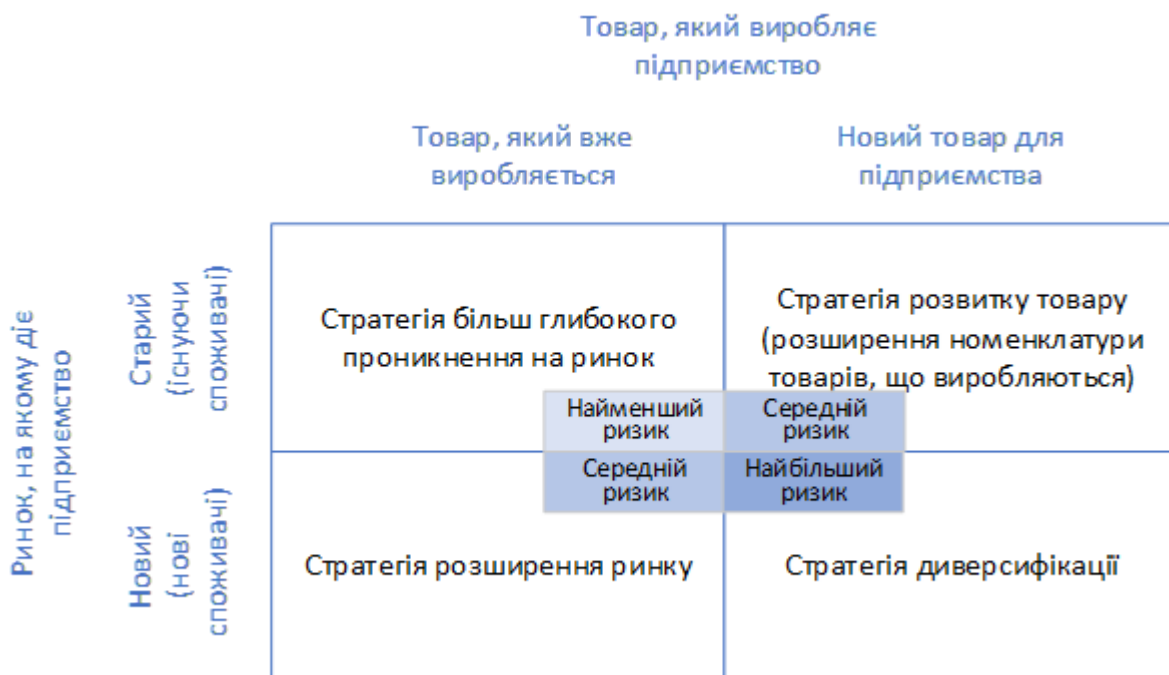 Товар, який виробляє
підприємство
Товар, який вже
виробляється
Новий товар для
підприємства
Ринок, на якому діє
підприємство
Старий
(існуючи
споживачі)
Стратегія більш глибокого
проникнення на ринок
Стратегія розвитку товару
(розширення номенклатури
товарів, що виробляються)
Найменший
ризик
Середній
ризик
Середній
ризик
Найбільший
ризик
Новий
(нові
споживачі)
Стратегія розширення ринку
Стратегія диверсифікації